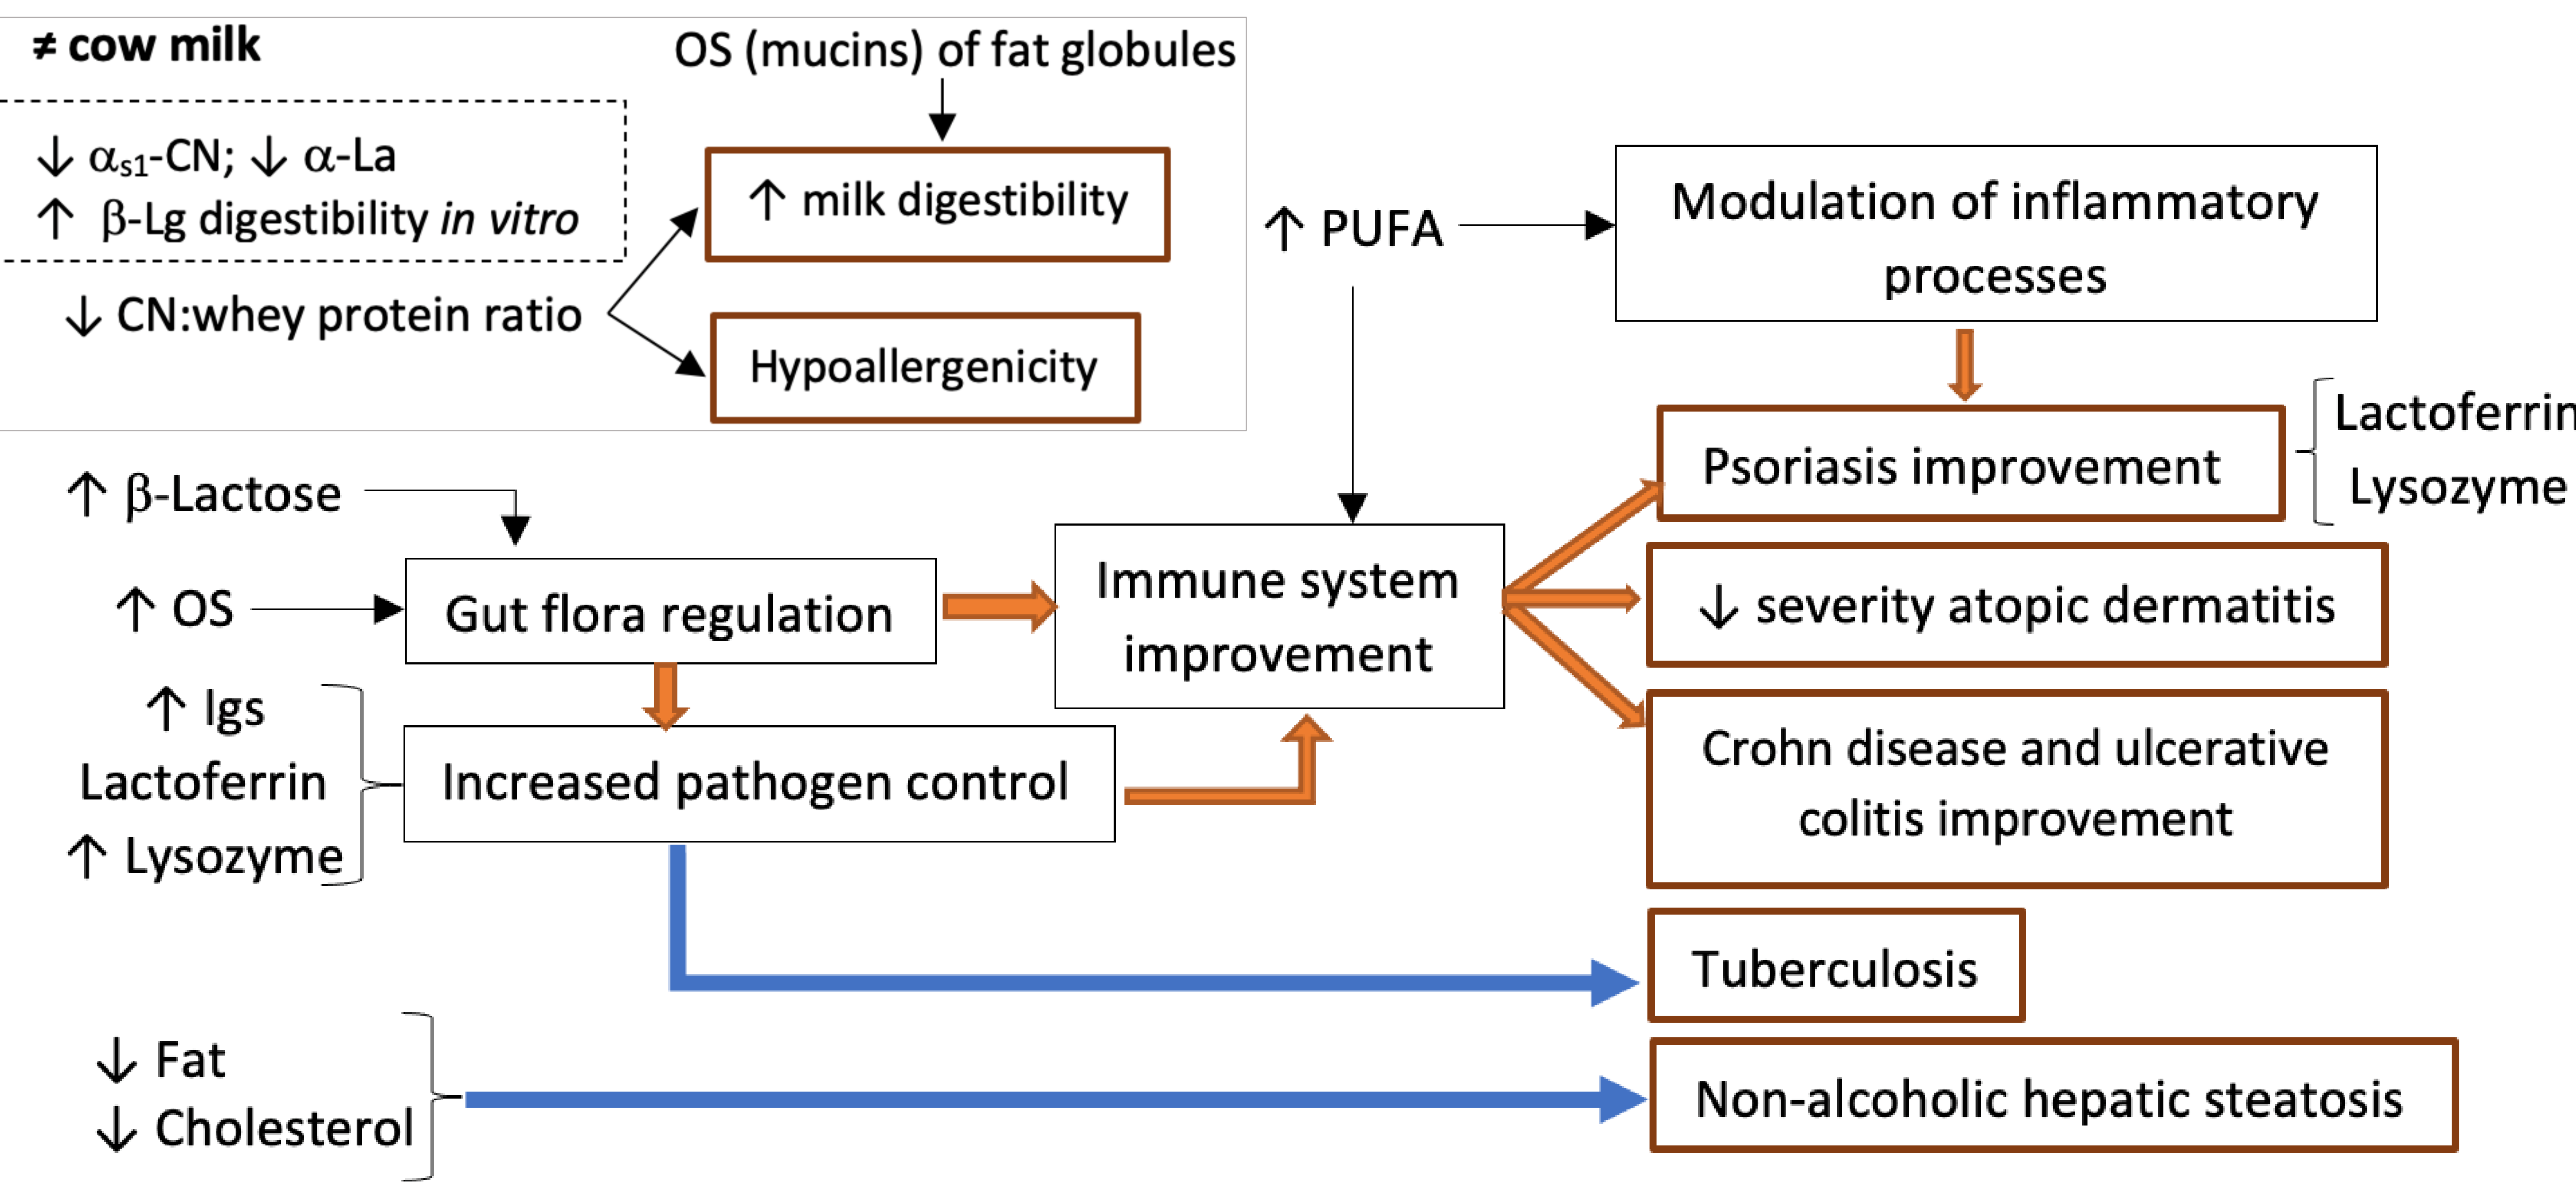 ≠ cow milk
OS (mucins) of fat globules
↓ αs1-CN; ↓ α-La
↑ β-Lg digestibility in vitro
↓ CN:whey protein ratio
↑ milk digestibility
Hypoallergenicity
↑ PUFA
Modulation of inflammatory
processes
Psoriasis improvement
Lactoferrin
Lysozyme
↑ β-Lactose
↑ OS
Gut flora regulation
Immune system
improvement
↓ severity atopic dermatitis
↑ Igs
Lactoferrin
↑ Lysozyme
Increased pathogen control
Crohn disease and ulcerative
colitis improvement
Tuberculosis
↓ Fat
↓ Cholesterol
Non-alcoholic hepatic steatosis